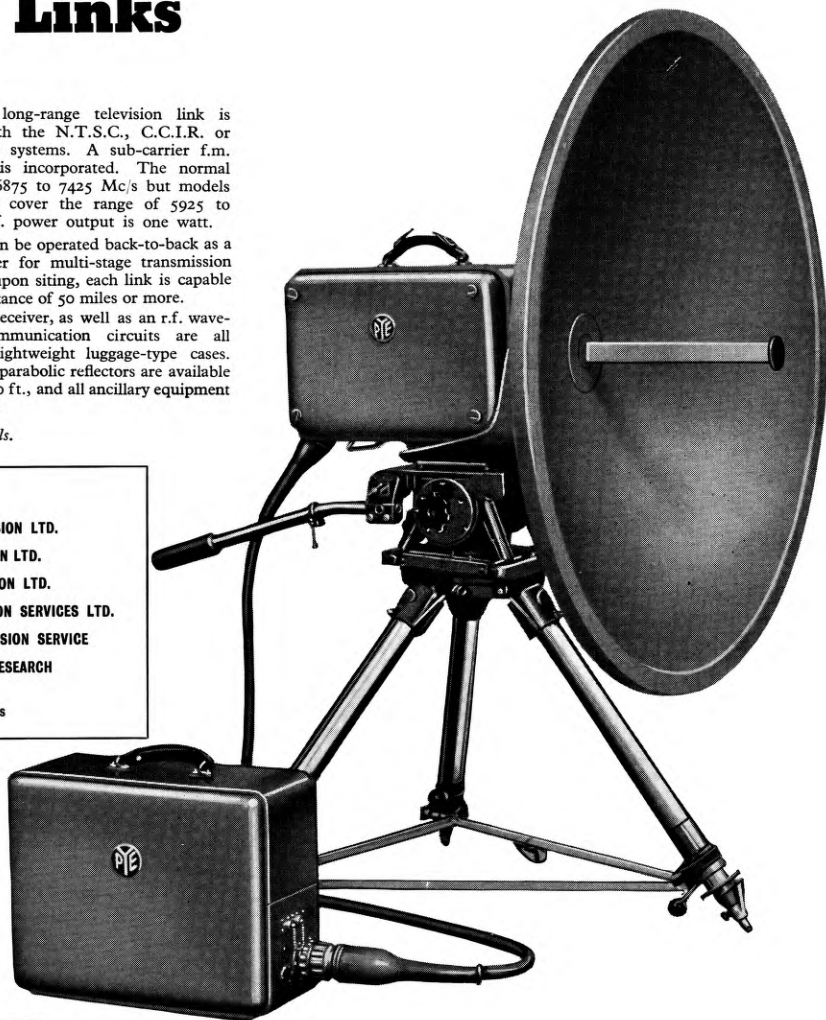 Links
long-range television link is
th the N.T.S.C., C.C.I.R. or
systems. A sub-carrier f.m.
is incorporated. The normal
6875 to 7425 Mc/s but models
cover the range of 5925 to
f. power output is one watt.
n be operated back-to-back as a
er for multi-stage transmission
upon siting, each link is capable
tance of 50 miles or more.
eceiver, as well as an r.f. wave-
mmunication circuits are all
ightweight luggage-type cases.
parabolic reflectors are available
o ft., and all ancillary equipment
ls.
SION LTD.
N LTD.
ON LTD.
ON SERVICES LTD.
SION SERVICE
ESEARCH
s
PYE
PYE